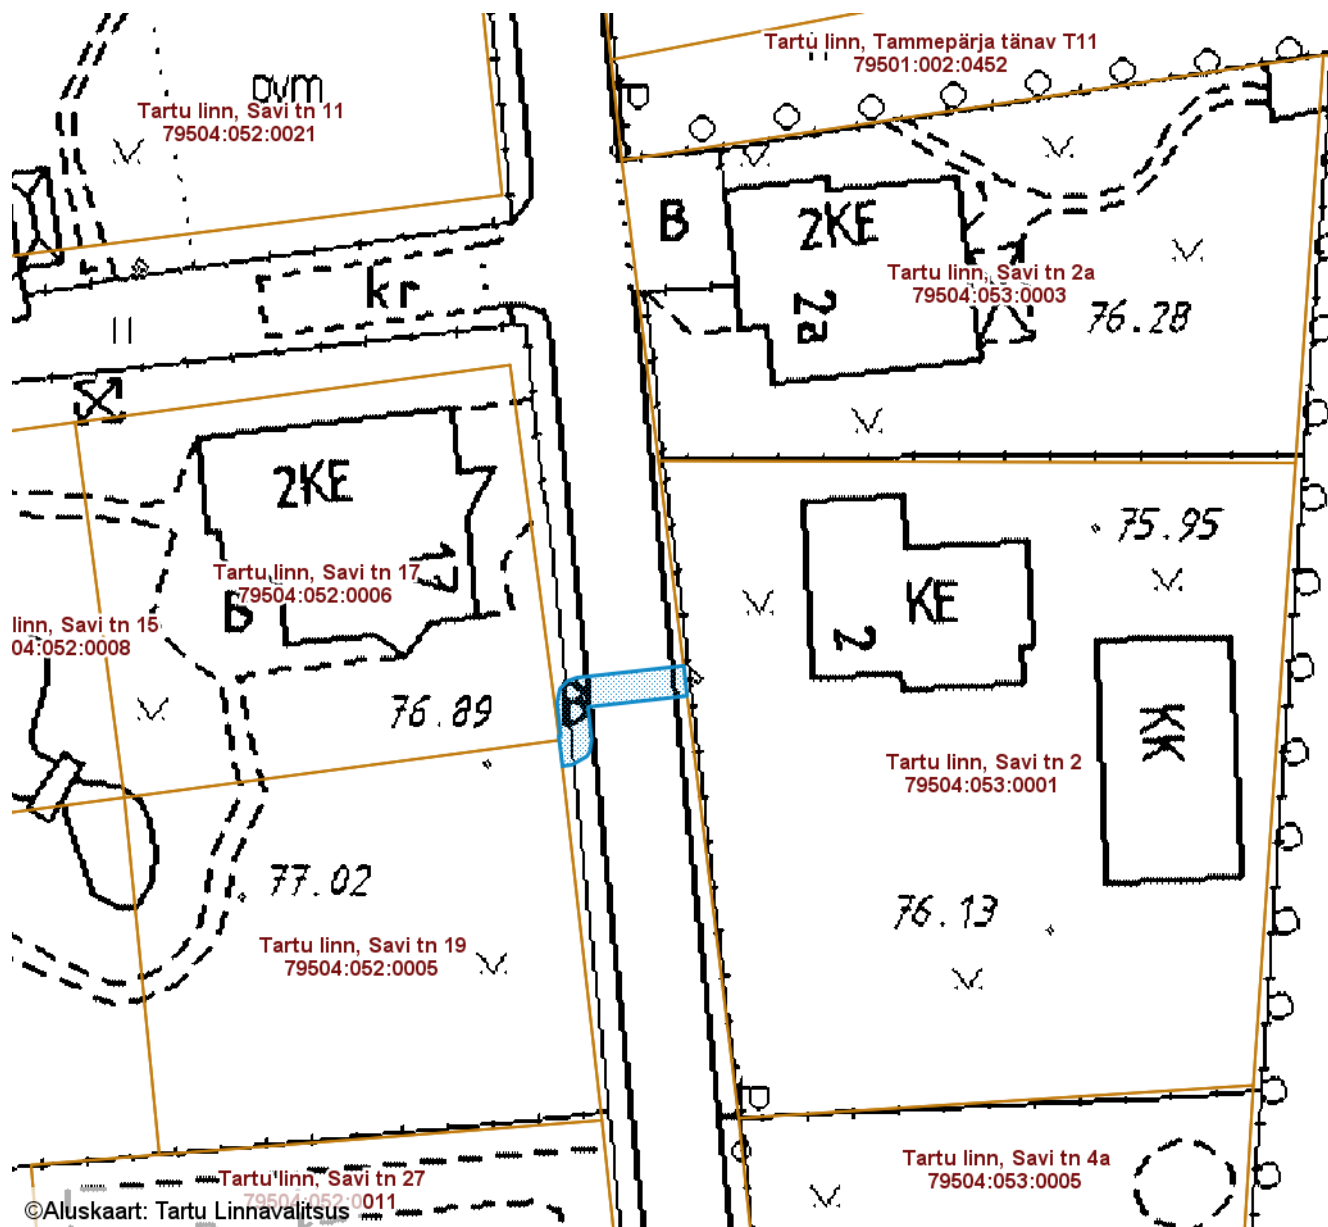 Tartu linn, Tammepärja tänav T11
79501:002:0452
P
pvm
Tartu linn, Savi tn 11
79504:052:0021
B
2KE
2a
Tartu linn, Savi tn 2a
79504:053:0003
76.28
kr
2KE
17
Tartu linn, Savi tn 17
79504:052:0006
B
75.95
KE
2
linn, Savi tn 15
04:052:0008
76.89
B
KK
Tartu linn, Savi tn 2
79504:053:0001
77.02
76.13
Tartu linn, Savi tn 19
79504:052:0005
P
Tartu linn, Savi tn 4a
79504:053:0005
Tartu linn, Savi tn 27
79504:052:0011
©Aluskaart: Tartu Linnavalitsus